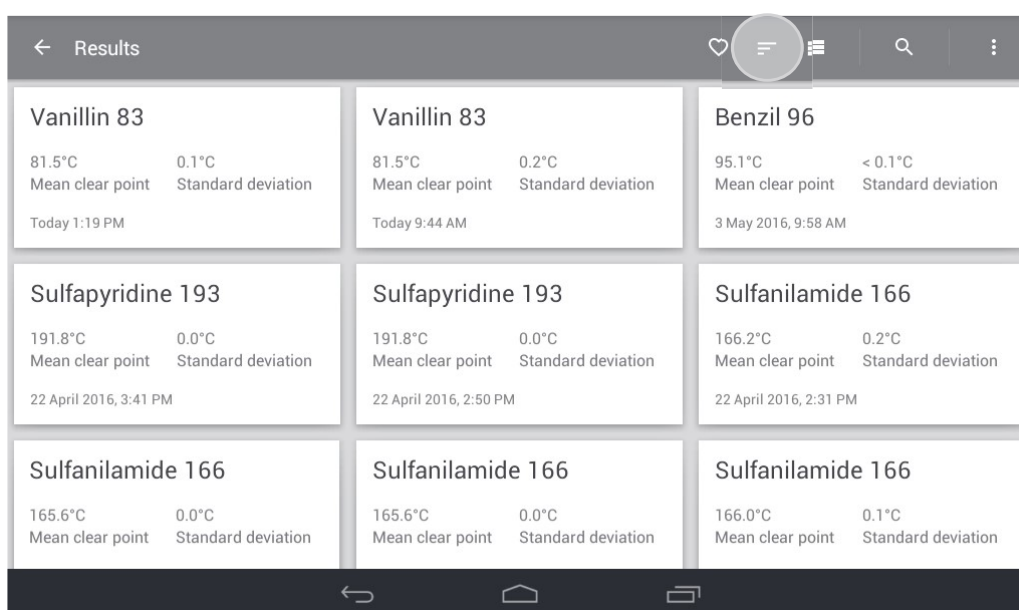 Results
Vanillin 83
81.5°C 0.1°C
Mean clear point Standard deviation
Today 1:19 PM
Vanillin 83
81.5°C 0.2°C
Mean clear point Standard deviation
Today 9:44 AM
Benzil 96
95.1°C < 0.1°C
Mean clear point Standard deviation
3 May 2016, 9:58 AM
Sulfapyridine 193
191.8°C 0.0°C
Mean clear point Standard deviation
22 April 2016, 3:41 PM
Sulfapyridine 193
191.8°C 0.0°C
Mean clear point Standard deviation
22 April 2016, 2:50 PM
Sulfanilamide 166
166.2°C 0.2°C
Mean clear point Standard deviation
22 April 2016, 2:31 PM
Sulfanilamide 166
165.6°C 0.0°C
Mean clear point Standard deviation
Sulfanilamide 166
165.6°C 0.0°C
Mean clear point Standard deviation
Sulfanilamide 166
166.0°C 0.1°C
Mean clear point Standard deviation